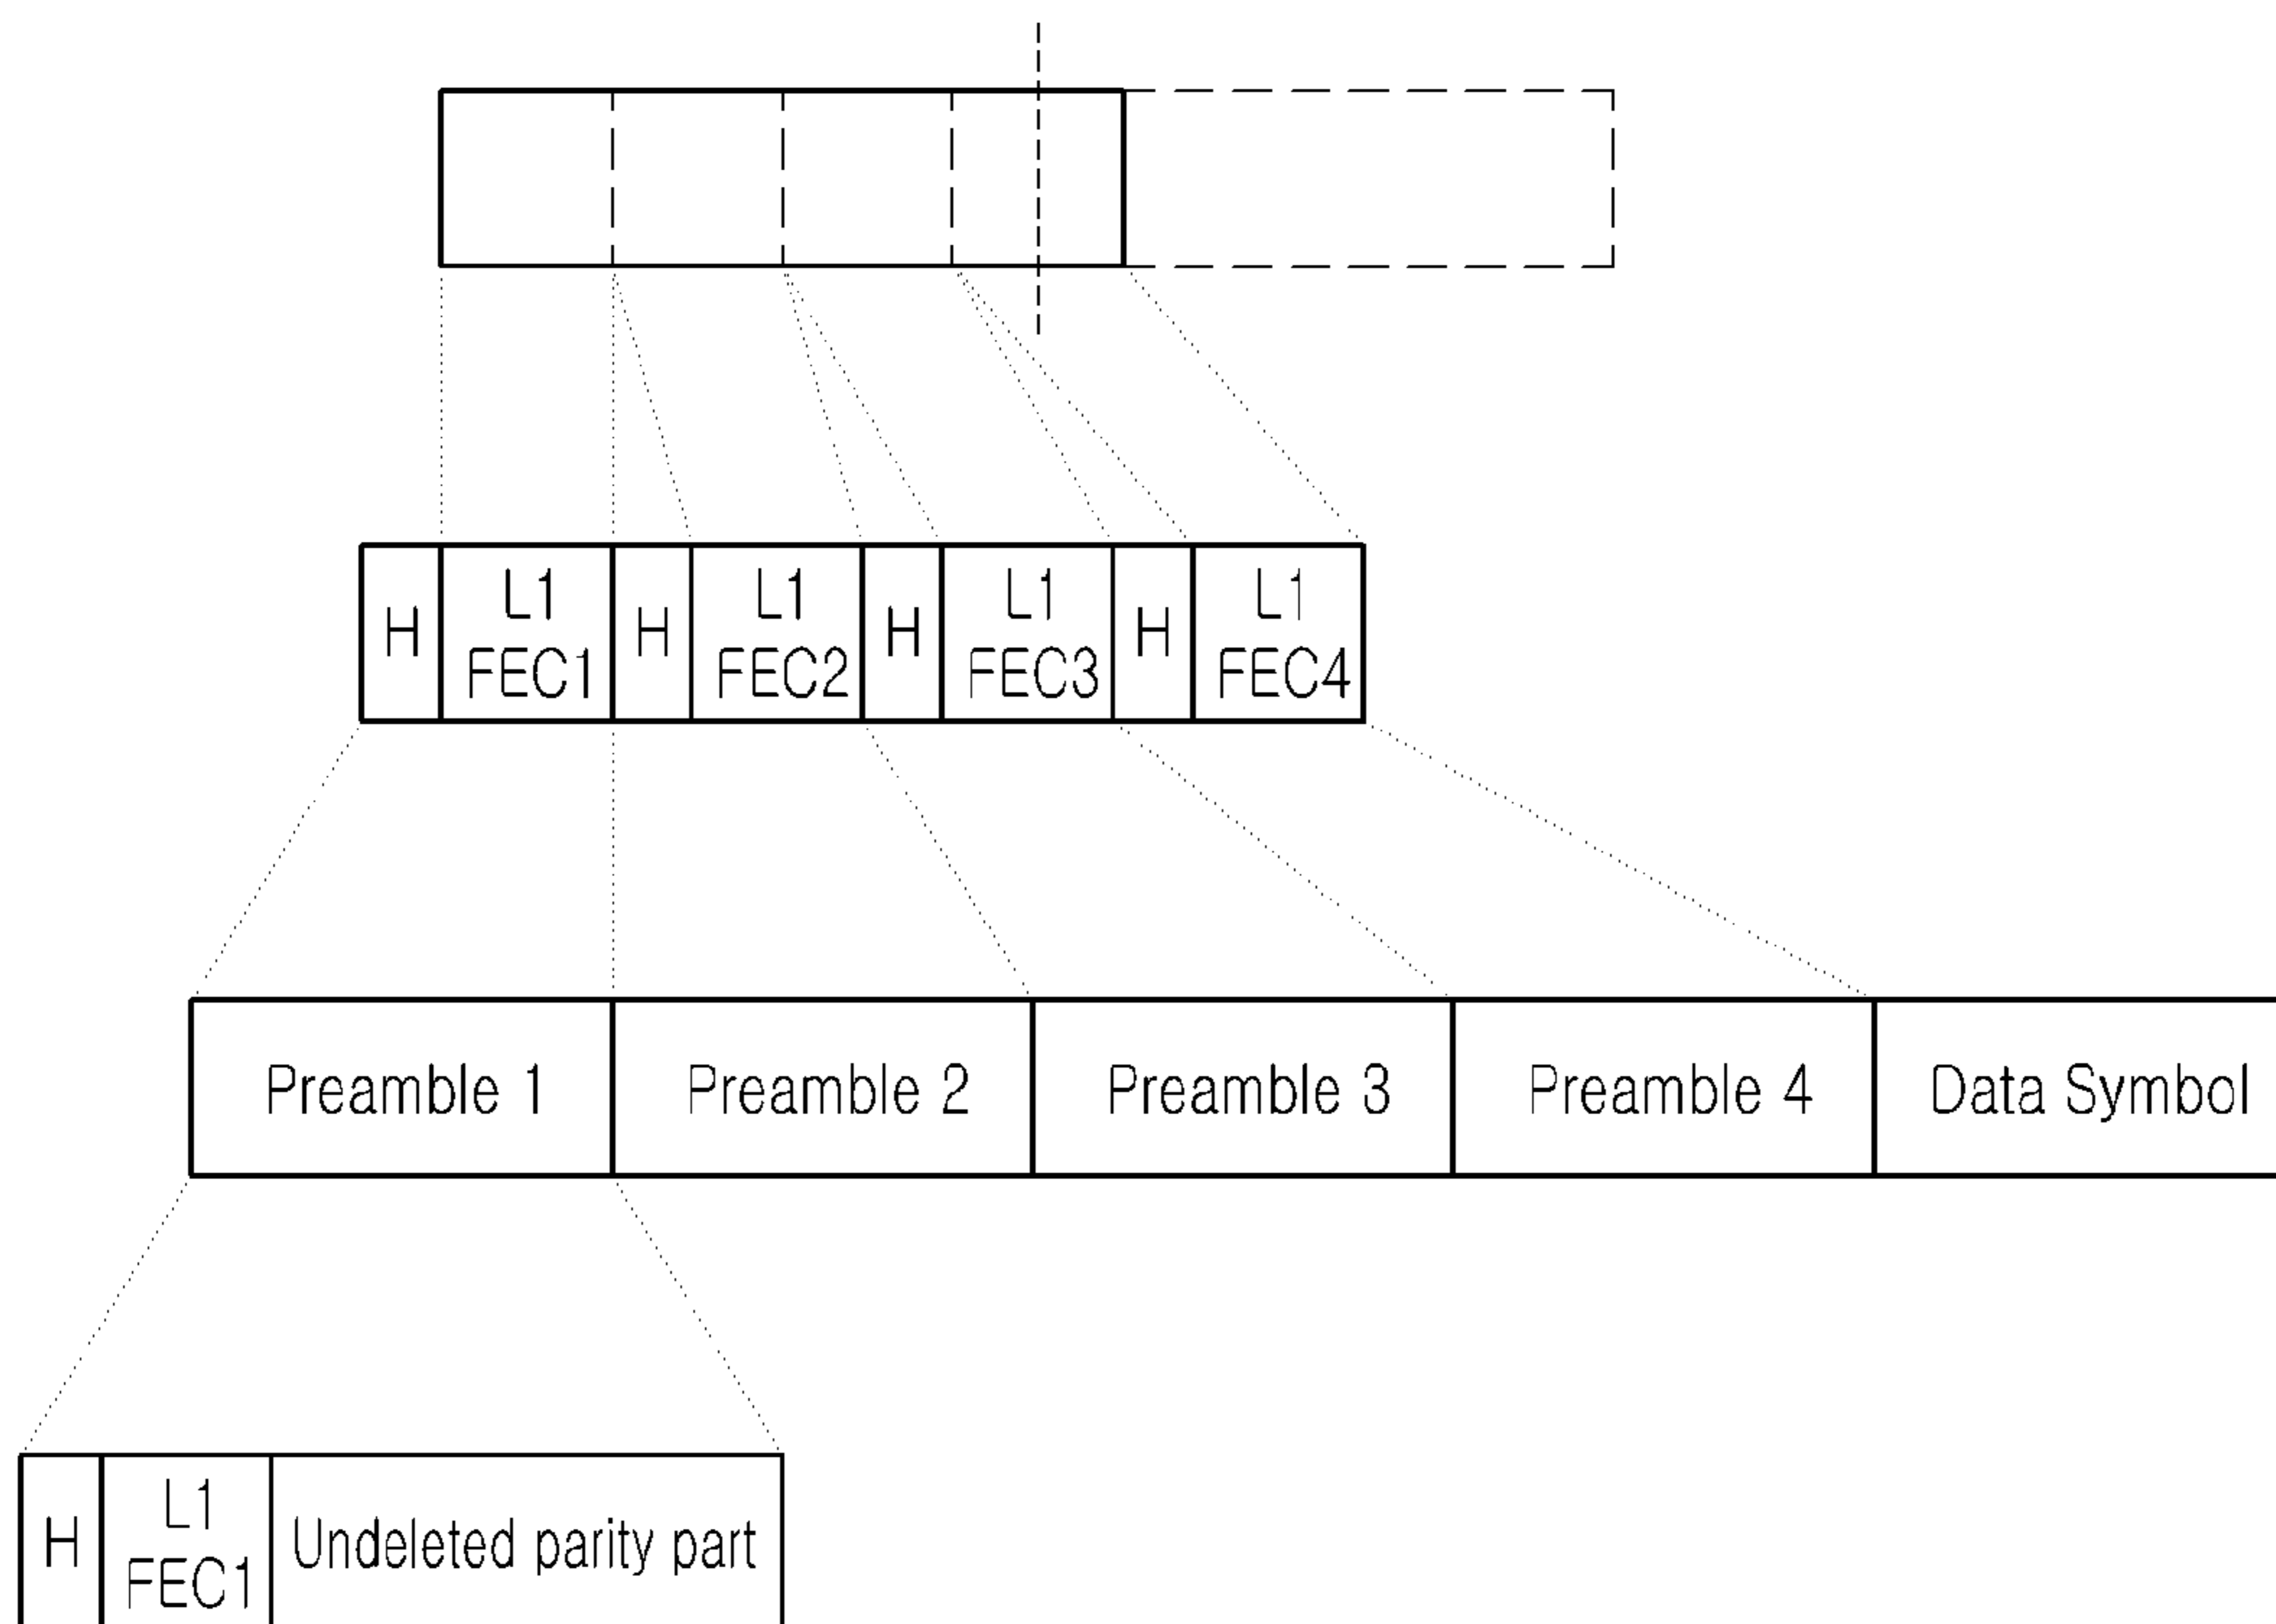 H
L1
FEC1
H
L1
FEC2
H
L1
FEC3
H
L1
FEC4
Preamble 1
Preamble 2
Preamble 3
Preamble 4
Data Symbol
H
L1
FEC1
Undeleted parity part